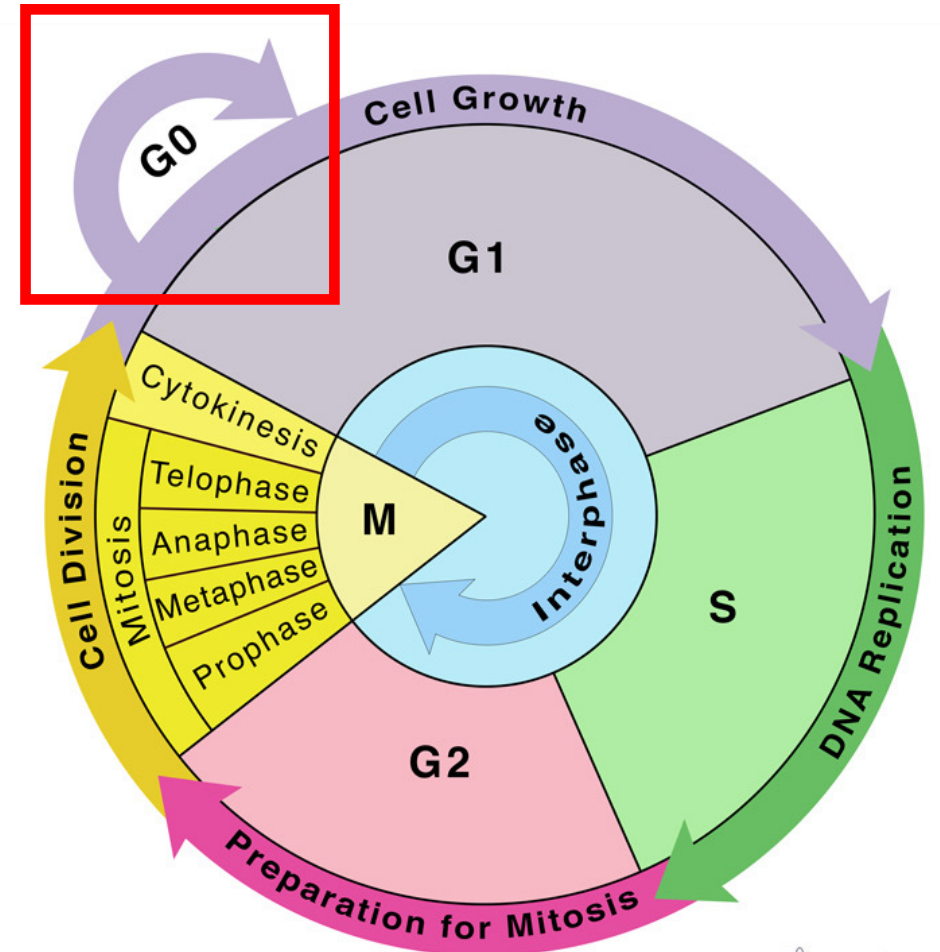 G0
Cell Growth
G1
Cytokinesis
Telophase
Anaphase
Metaphase
Prophase
Mitosis
Cell Division
M
Interphase
S
DNA Replication
G2
Preparation for Mitosis